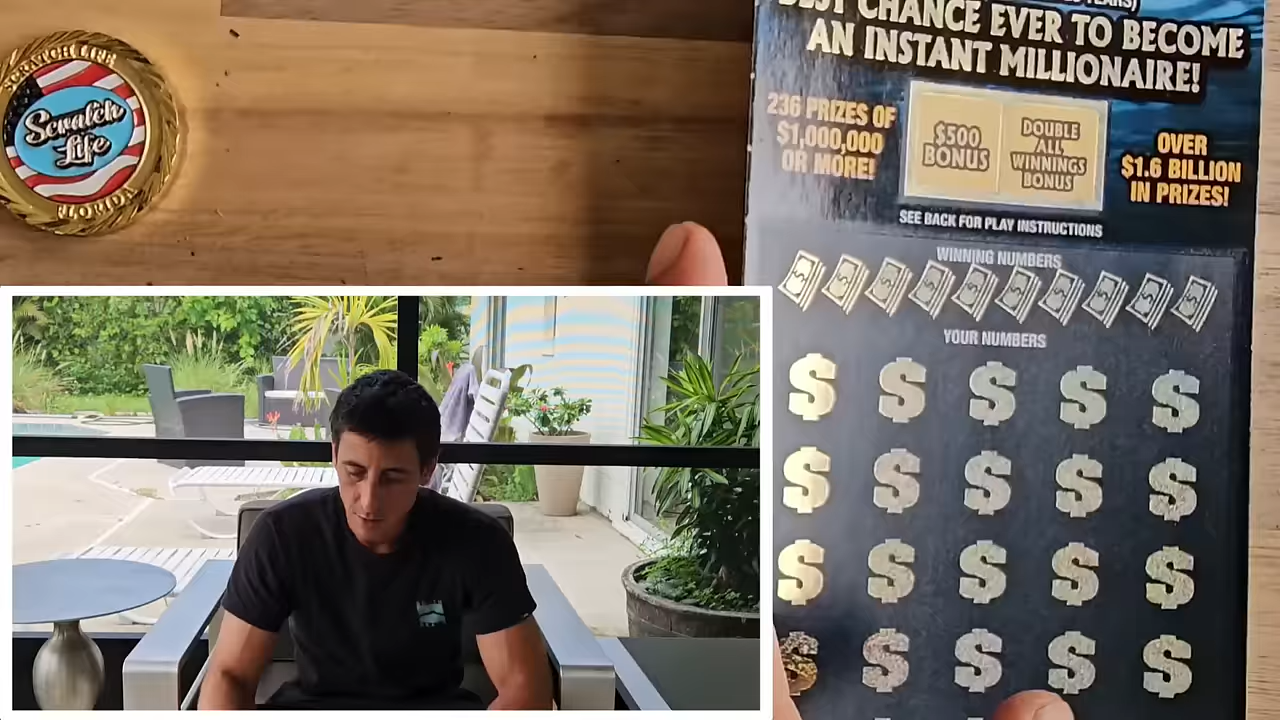 SCRATCH LIFE
Scratch
Life
FLORIDA
YEARS)
BEST CHANCE EVER TO BECOME
AN INSTANT MILLIONAIRE!
236 PRIZES OF
$1,000,000
OR MORE!
$500
BONUS
DOUBLE
ALL
WINNINGS
BONUS
OVER
$1.6 BILLION
IN PRIZES!
SEE BACK FOR PLAY INSTRUCTIONS
WINNING NUMBERS
YOUR NUMBERS